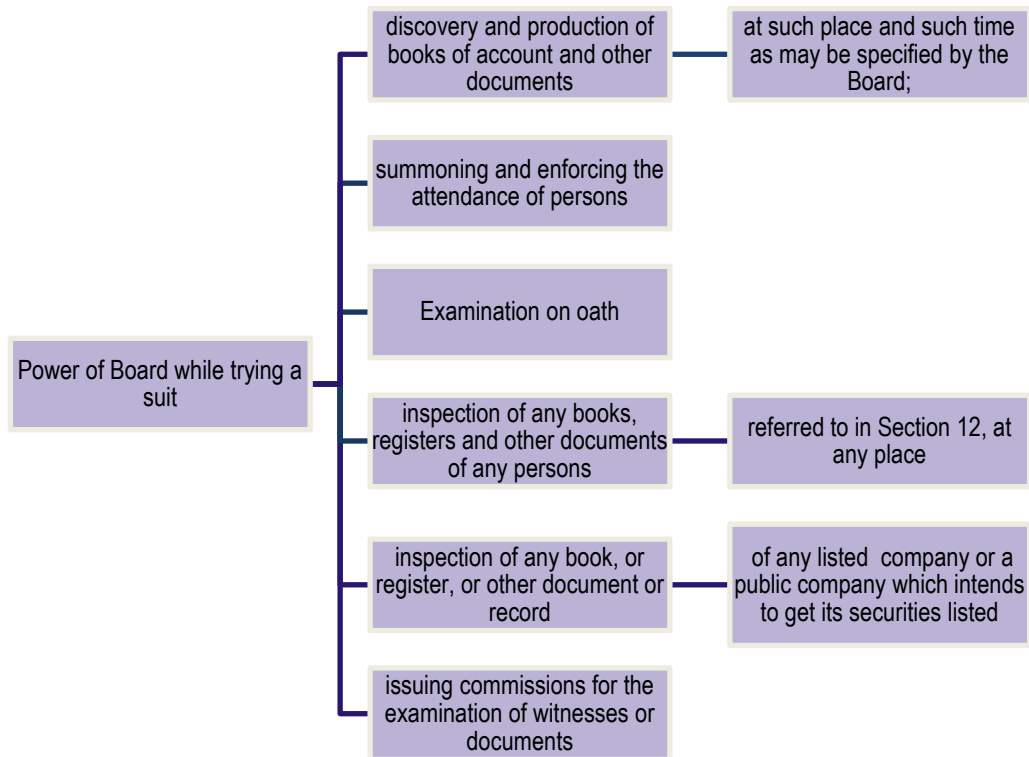 discovery and production of
books of account and other
documents
at such place and such time
as may be specified by the
Board;
summoning and enforcing the
attendance of persons
Examination on oath
Power of Board while trying a
suit
inspection of any books,
registers and other documents
of any persons
referred to in Section 12, at
any place
inspection of any book, or
register, or other document or
record
of any listed company or a
public company which intends
to get its securities listed
issuing commissions for the
examination of witnesses or
documents